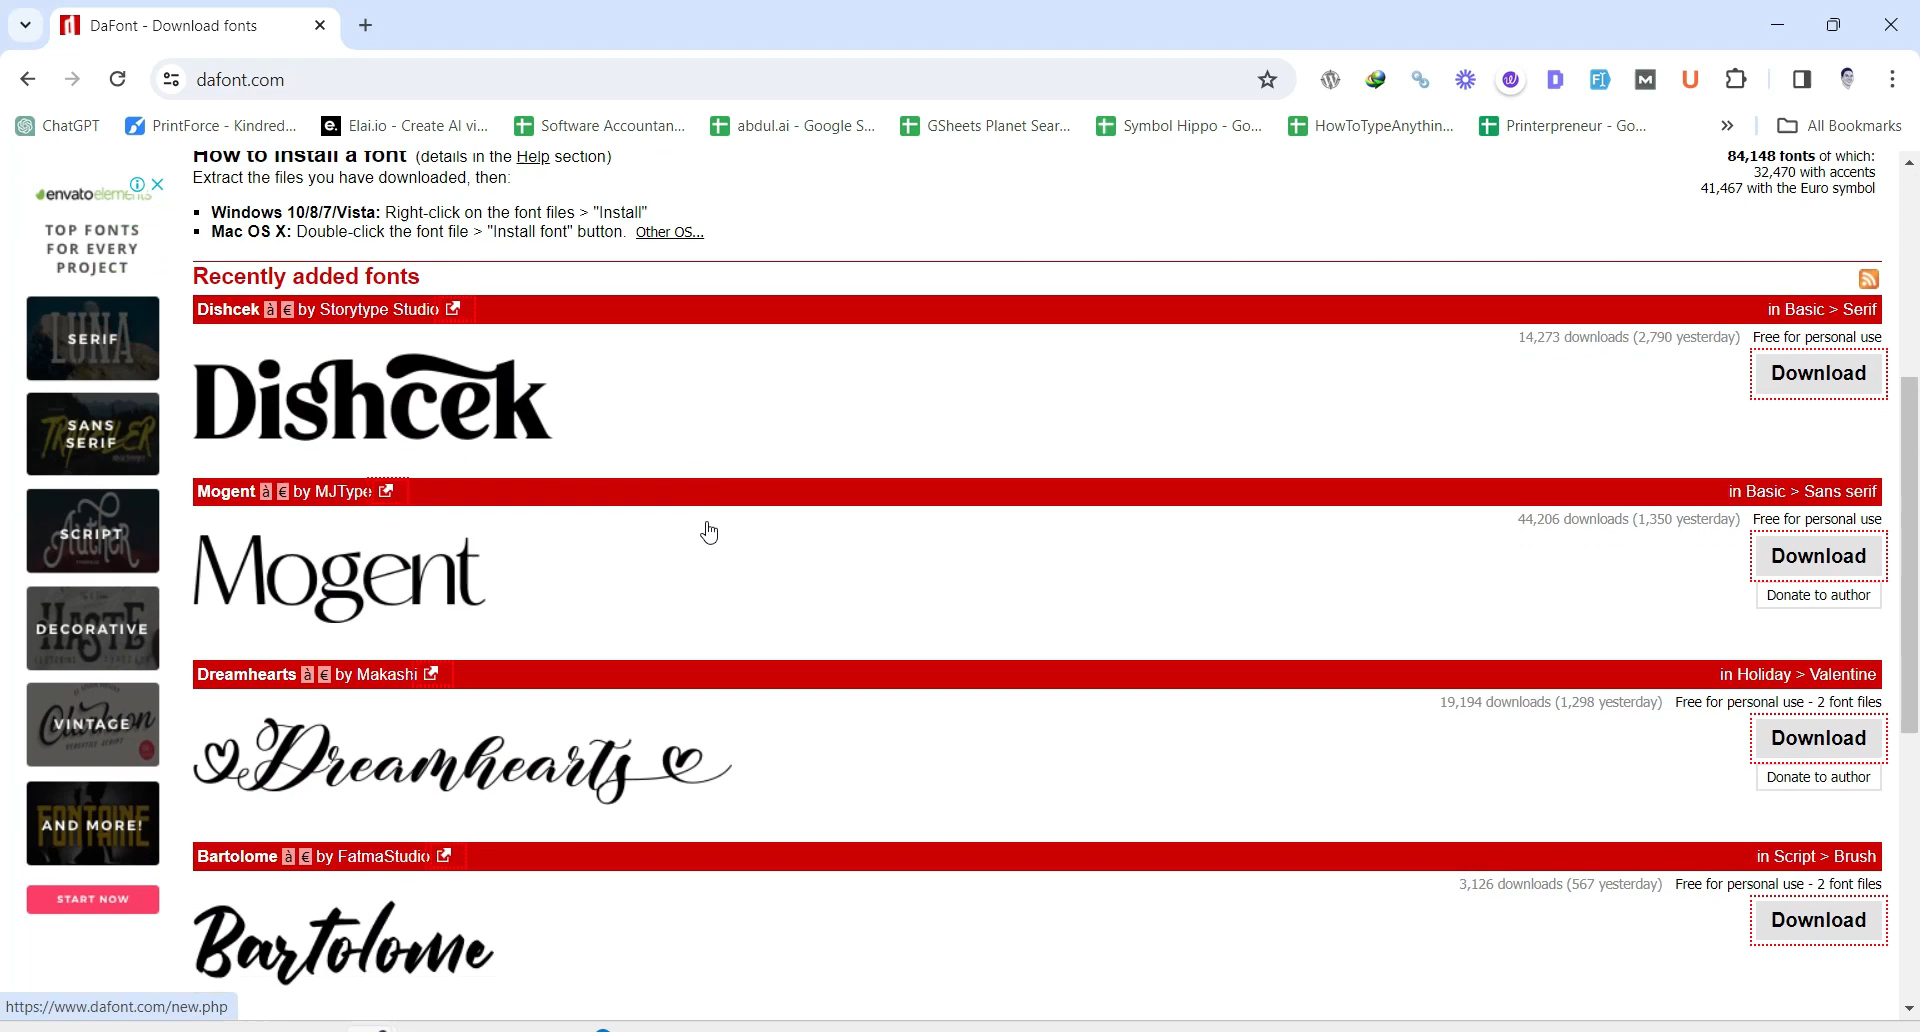 DaFont - Download fonts
dafont.com
ChatGPT
PrintForce - Kindred...
Elai.io - Create AI vi...
Software Accountan...
abdul.ai - Google S...
GSheets Planet Sear...
Symbol Hippo - Go...
HowToTypeAnythin...
Printerpreneur - Go...
All Bookmarks
How to install a font (details in the Help section)
Extract the files you have downloaded, then:
Windows 10/8/7/Vista: Right-click on the font files > "Install"
Mac OS X: Double-click the font file > "Install font" button. Other OS...
84,148 fonts of which:
32,470 with accents
41,467 with the Euro symbol
envatoelements
TOP FONTS
FOR EVERY
PROJECT
SERIF
SANS
SERIF
SCRIPT
DECORATIVE
VINTAGE
AND MORE!
START NOW
Recently added fonts
Dishcek à € by Storytype Studio
in Basic > Serif
14,273 downloads (2,790 yesterday) Free for personal use
Dishcek
Download
Mogent à € by MJType
in Basic > Sans serif
44,206 downloads (1,350 yesterday) Free for personal use
Mogent
Download
Donate to author
Dreamhearts à € by Makashi
in Holiday > Valentine
19,194 downloads (1,298 yesterday) Free for personal use - 2 font files
Dreamhearts
Download
Donate to author
Bartolome à € by FatmaStudio
in Script > Brush
3,126 downloads (567 yesterday) Free for personal use - 2 font files
Bartolome
Download
https://www.dafont.com/new.php